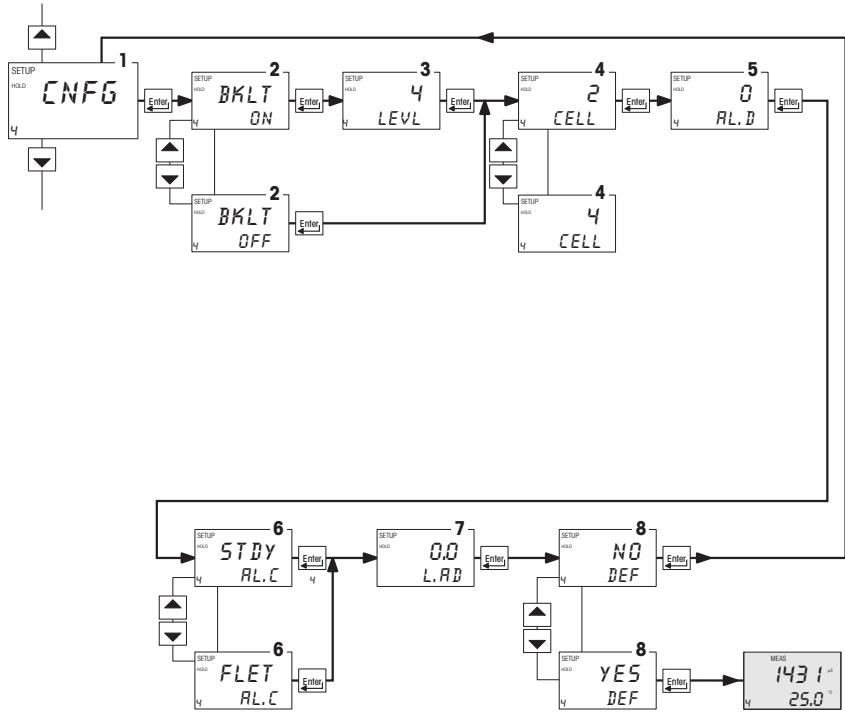 1
SETUP
HOLD
CNFG
4
Enter
2
SETUP
HOLD
BKLT
ON
4
Enter
3
SETUP
HOLD
4
LEVL
4
Enter
4
SETUP
HOLD
2
CELL
4
Enter
5
SETUP
HOLD
0
AL.D
4
Enter
2
SETUP
HOLD
BKLT
OFF
4
Enter
4
SETUP
HOLD
4
CELL
4
6
SETUP
HOLD
STDY
AL.C
4
Enter
4
7
SETUP
HOLD
0.0
L.AD
4
Enter
8
SETUP
HOLD
NO
DEF
4
Enter
6
SETUP
HOLD
FLET
AL.C
4
Enter
8
SETUP
HOLD
YES
DEF
4
Enter
MEAS
1431 µS
25.0 °C
4